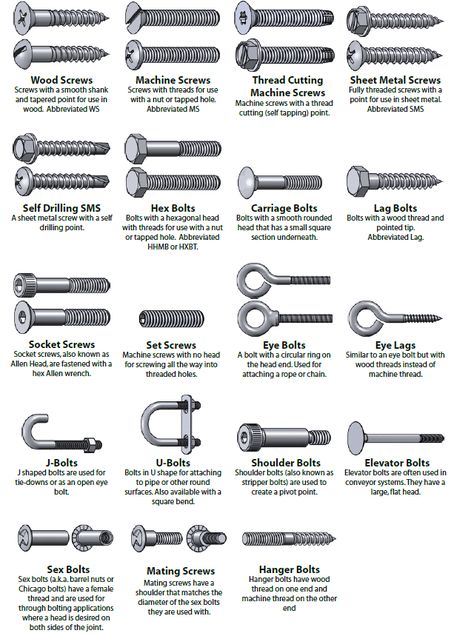 Wood Screws
Screws with a smooth shank
and tapered point for use in
wood. Abbreviated WS
Machine Screws
Screws with threads for use
with a nut or tapped hole.
Abbreviated MS
Thread Cutting
Machine Screws
Machine screws with a thread
cutting (self tapping) point.
Sheet Metal Screws
Fully threaded screws with a
point for use in sheet metal.
Abbreviated SMS
Self Drilling SMS
A sheet metal screw with a self
drilling point.
Hex Bolts
Bolts with a hexagonal head
with threads for use with a nut
or tapped hole. Abbreviated
HHMB or HXBT.
Carriage Bolts
Bolts with a smooth rounded
head that has a small square
section underneath.
Lag Bolts
Bolts with a wood thread and
pointed tip.
Abbreviated Lag.
Socket Screws
Socket screws, also known as
Allen Head, are fastened with a
hex Allen wrench.
Set Screws
Machine screws with no head
for screwing all the way into
threaded holes.
Eye Bolts
A bolt with a circular ring on
the head end. Used for
attaching a rope or chain.
Eye Lags
Similar to an eye bolt but with
wood threads instead of
machine thread.
J-Bolts
J shaped bolts are used for
tie-downs or as an open eye
bolt.
U-Bolts
Bolts in U shape for attaching
to pipe or other round
surfaces. Also available with a
square bend.
Shoulder Bolts
Shoulder bolts (also known as
stripper bolts) are used to
create a pivot point.
Elevator Bolts
Elevator bolts are often used in
conveyor systems. They have a
large, flat head.
Sex Bolts
Sex bolts (a.k.a. barrel nuts or
Chicago bolts) have a female
thread and are used for
through bolting applications
where a head is desired on
both sides of the joint.
Mating Screws
Mating screws have a
shoulder that matches the
diameter of the sex bolts
they are used with.
Hanger Bolts
Hanger bolts have wood
thread on one end and
machine thread on the other
end